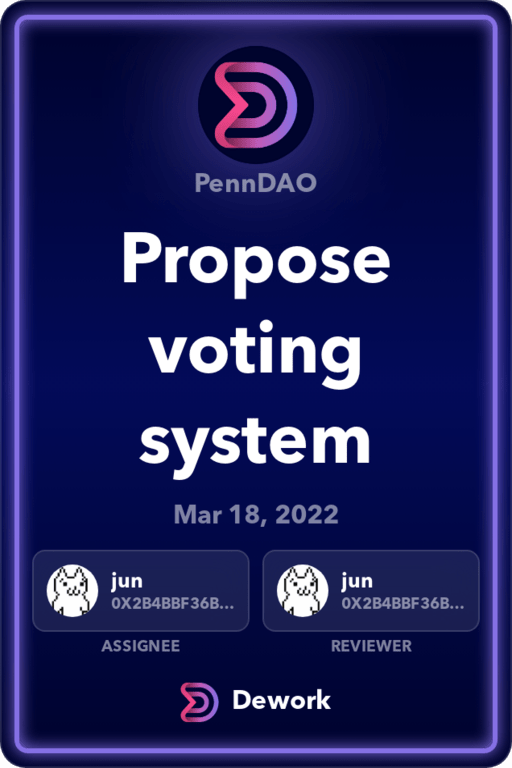 PennDAO
Propose
voting
system
Mar 18, 2022
jun
0X2B4BBF36B...
jun
0X2B4BBF36B...
ASSIGNEE
REVIEWER
Dework